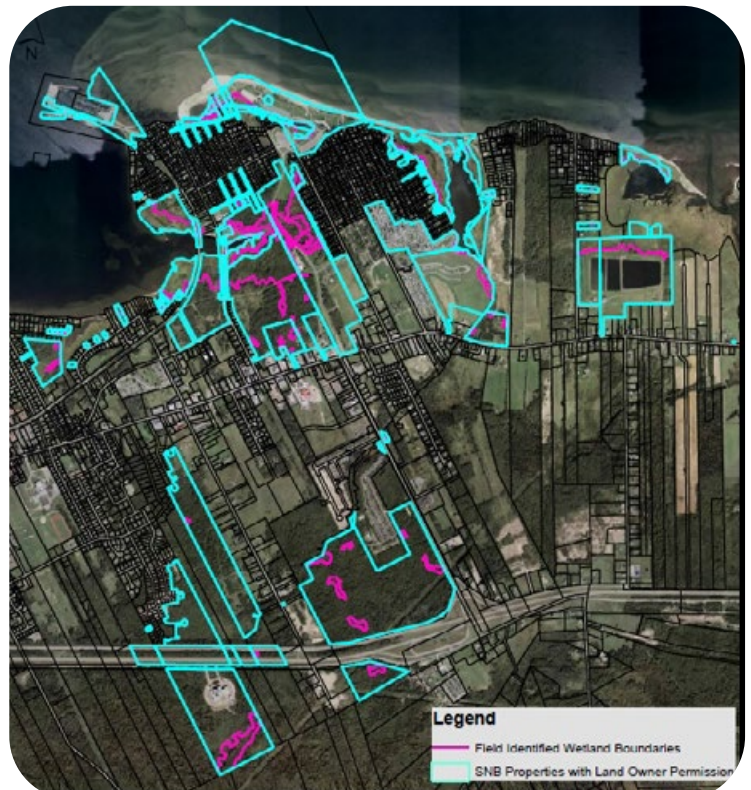 N
Legend
Field Identified Wetland Boundaries
SNB Properties with Land Owner Permission